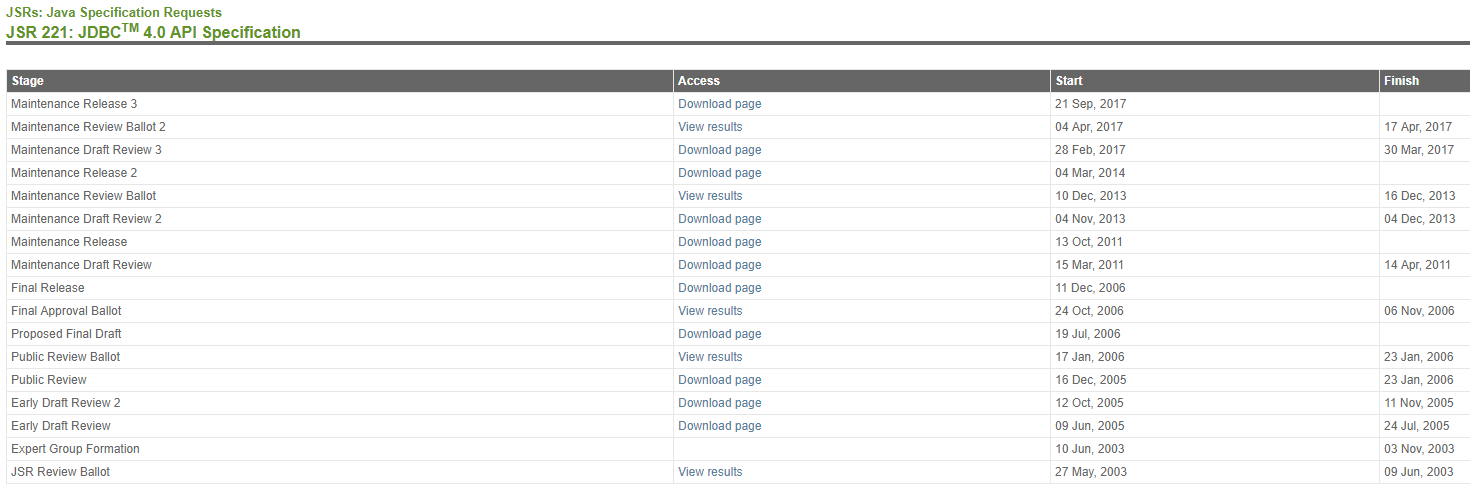 JSRs: Java Specification Requests
JSR 221: JDBCTM 4.0 API Specification
Stage Access Start Finish
Maintenance Release 3 Download page 21 Sep, 2017
Maintenance Review Ballot 2 View results 04 Apr, 2017 17 Apr, 2017
Maintenance Draft Review 3 Download page 28 Feb, 2017 30 Mar, 2017
Maintenance Release 2 Download page 04 Mar, 2014
Maintenance Review Ballot View results 10 Dec, 2013 16 Dec, 2013
Maintenance Draft Review 2 Download page 04 Nov, 2013 04 Dec, 2013
Maintenance Release Download page 13 Oct, 2011
Maintenance Draft Review Download page 15 Mar, 2011 14 Apr, 2011
Final Release Download page 11 Dec, 2006
Final Approval Ballot View results 24 Oct, 2006 06 Nov, 2006
Proposed Final Draft Download page 19 Jul, 2006
Public Review Ballot View results 17 Jan, 2006 23 Jan, 2006
Public Review Download page 16 Dec, 2005 23 Jan, 2006
Early Draft Review 2 Download page 12 Oct, 2005 11 Nov, 2005
Early Draft Review Download page 09 Jun, 2005 24 Jul, 2005
Expert Group Formation 10 Jun, 2003 03 Nov, 2003
JSR Review Ballot View results 27 May, 2003 09 Jun, 2003